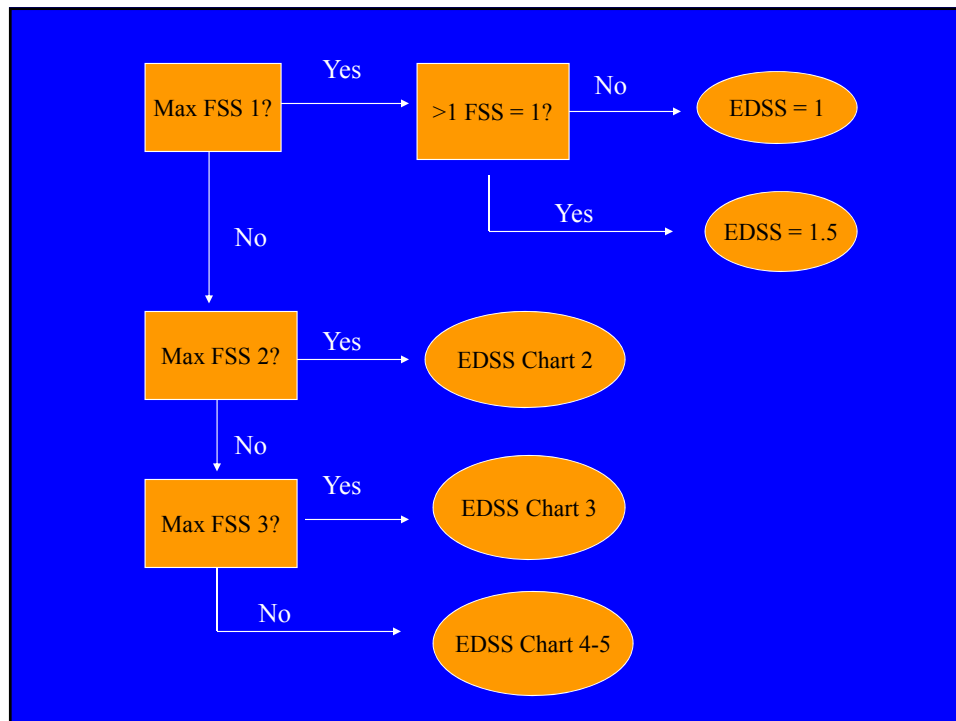 Max FSS 1?
Yes
>1 FSS = 1?
No
EDSS = 1
Yes
EDSS = 1.5
No
Max FSS 2?
Yes
EDSS Chart 2
No
Max FSS 3?
Yes
EDSS Chart 3
No
EDSS Chart 4-5